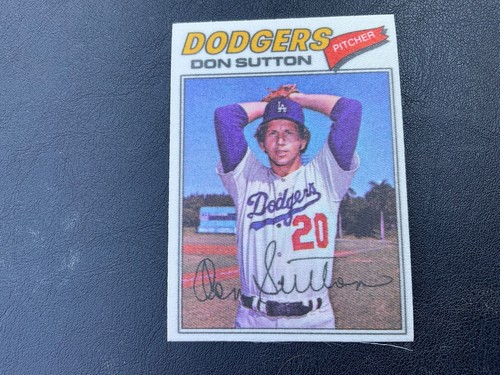 DODGERS
PITCHER
DON SUTTON
LA
Dodgers
20
Don Sutton